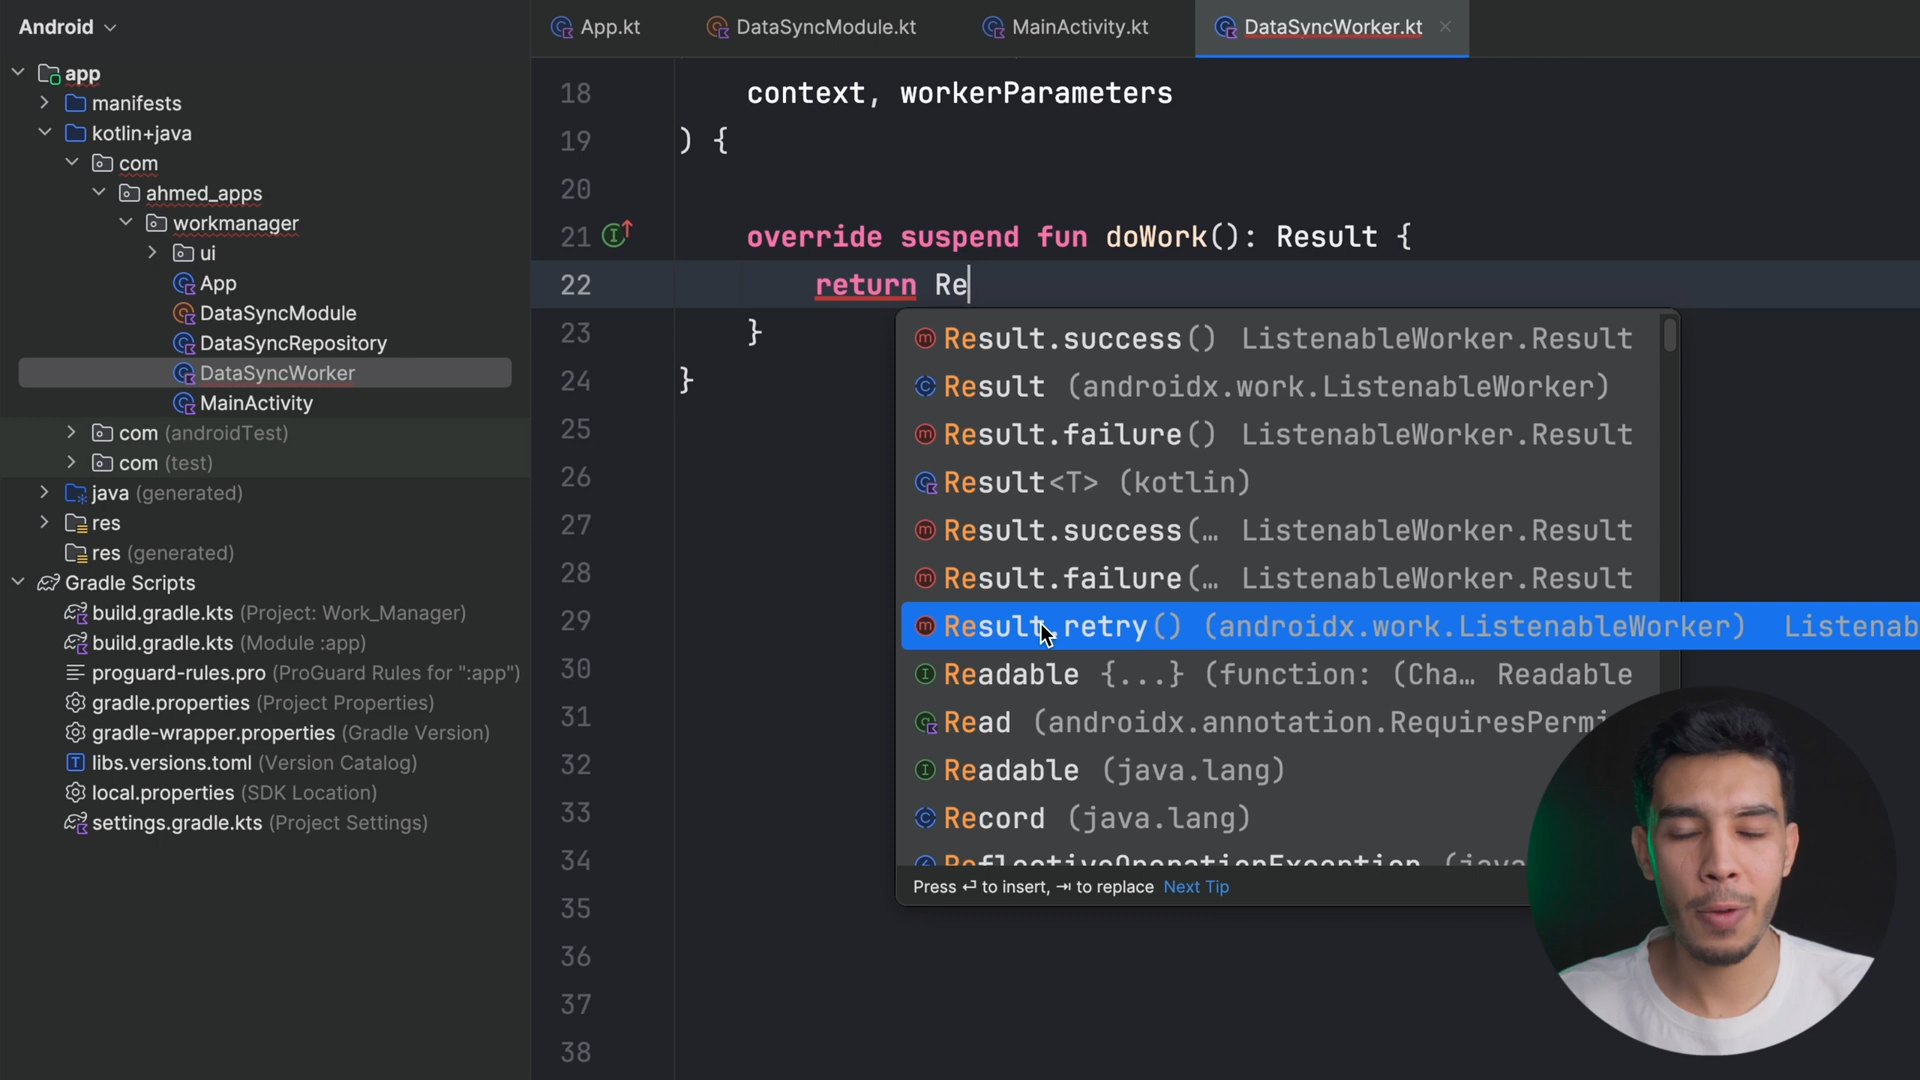 Android
App.kt
DataSyncModule.kt
MainActivity.kt
DataSyncWorker.kt
app
manifests
kotlin+java
com
ahmed_apps
workmanager
ui
App
DataSyncModule
DataSyncRepository
DataSyncWorker
MainActivity
com (androidTest)
com (test)
java (generated)
res
res (generated)
Gradle Scripts
build.gradle.kts (Project: Work_Manager)
build.gradle.kts (Module :app)
proguard-rules.pro (ProGuard Rules for ":app")
gradle.properties (Project Properties)
gradle-wrapper.properties (Gradle Version)
libs.versions.toml (Version Catalog)
local.properties (SDK Location)
settings.gradle.kts (Project Settings)
18 context, workerParameters
19 ) {
20
21 override suspend fun doWork(): Result {
22 return Re
23 }
24 }
25
26
27
28
29
30
31
32
33
34
35
36
37
38
Result.success() ListenableWorker.Result
Result (androidx.work.ListenableWorker)
Result.failure() ListenableWorker.Result
Result<T> (kotlin)
Result.success(… ListenableWorker.Result
Result.failure(… ListenableWorker.Result
Result.retry() (androidx.work.ListenableWorker) Listenab
Readable {...} (function: (Cha… Readable
Read (androidx.annotation.RequiresPermi
Readable (java.lang)
Record (java.lang)
ReflectiveOperationException (java
Press ⏎ to insert, ⇥ to replace Next Tip